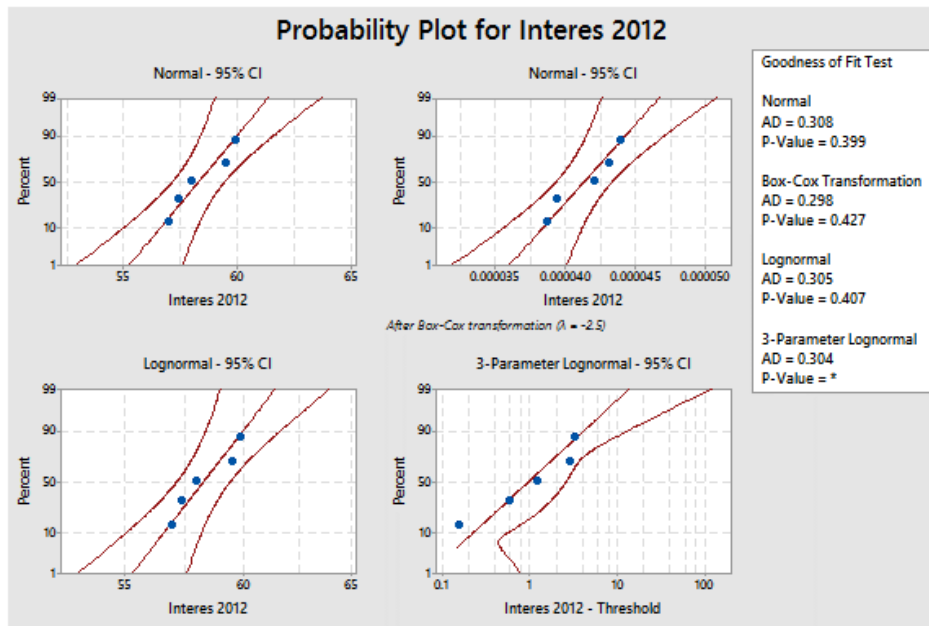 Probability Plot for Interes 2012
Normal - 95% CI
99
90
50
10
1
Percent
55
60
65
Interes 2012
Normal - 95% CI
99
90
50
10
1
Percent
0.000035
0.000040
0.000045
0.000050
Interes 2012
After Box-Cox transformation (λ = -2.5)
Goodness of Fit Test
Normal
AD = 0.308
P-Value = 0.399
Box-Cox Transformation
AD = 0.298
P-Value = 0.427
Lognormal
AD = 0.305
P-Value = 0.407
3-Parameter Lognormal
AD = 0.304
P-Value = *
Lognormal - 95% CI
99
90
50
10
1
Percent
55
60
65
Interes 2012
3-Parameter Lognormal - 95% CI
99
90
50
10
1
Percent
0.1
1
10
100
Interes 2012 - Threshold